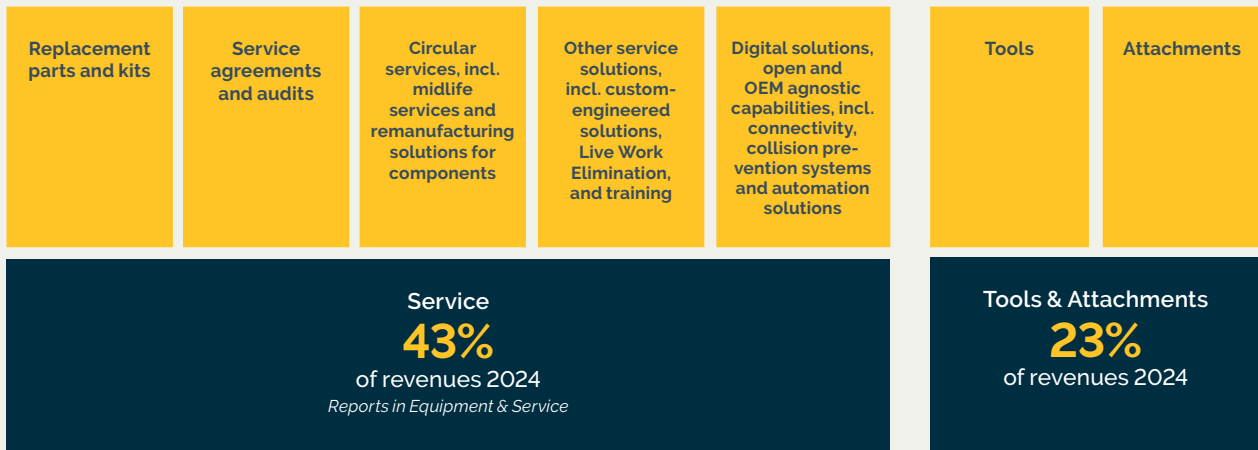 Replacement
parts and kits
Service
agreements
and audits
Circular
services, incl.
midlife
services and
remanufacturing
solutions for
components
Other service
solutions,
incl. custom-
engineered
solutions,
Live Work
Elimination,
and training
Digital solutions,
open and
OEM agnostic
capabilities, incl.
connectivity,
collision pre-
vention systems
and automation
solutions
Tools
Attachments
Service
43%
of revenues 2024
Reports in Equipment & Service
Tools & Attachments
23%
of revenues 2024